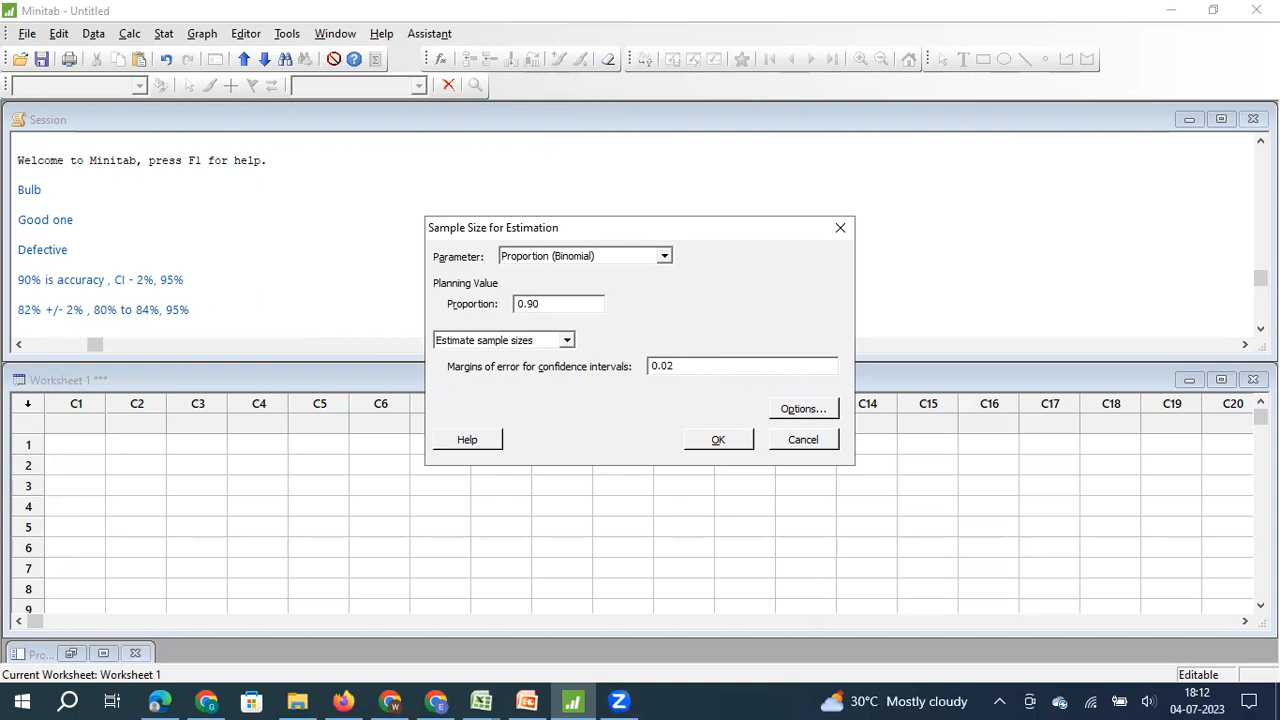 Minitab - Untitled
File Edit Data Calc Stat Graph Editor Tools Window Help Assistant
Session
Welcome to Minitab, press F1 for help.
Bulb
Good one
Defective
90% is accuracy , CI - 2%, 95%
82% +/- 2% , 80% to 84%, 95%
Sample Size for Estimation
Parameter: Proportion (Binomial)
Planning Value
Proportion: 0.90
Estimate sample sizes
Margins of error for confidence intervals: 0.02
Options...
Help OK Cancel
Worksheet 1 ***
C1 C2 C3 C4 C5 C6 C14 C15 C16 C17 C18 C19 C20
1
2
3
4
5
6
7
8
9
Pro...
Current Worksheet: Worksheet 1 Editable
30°C Mostly cloudy
18:12
04-07-2023